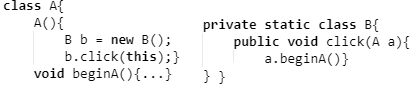 class A{
A(){
B b = new B();
b.click(this);}
void beginA(){...}
private static class B{
public void click(A a){
a.beginA()}
} }